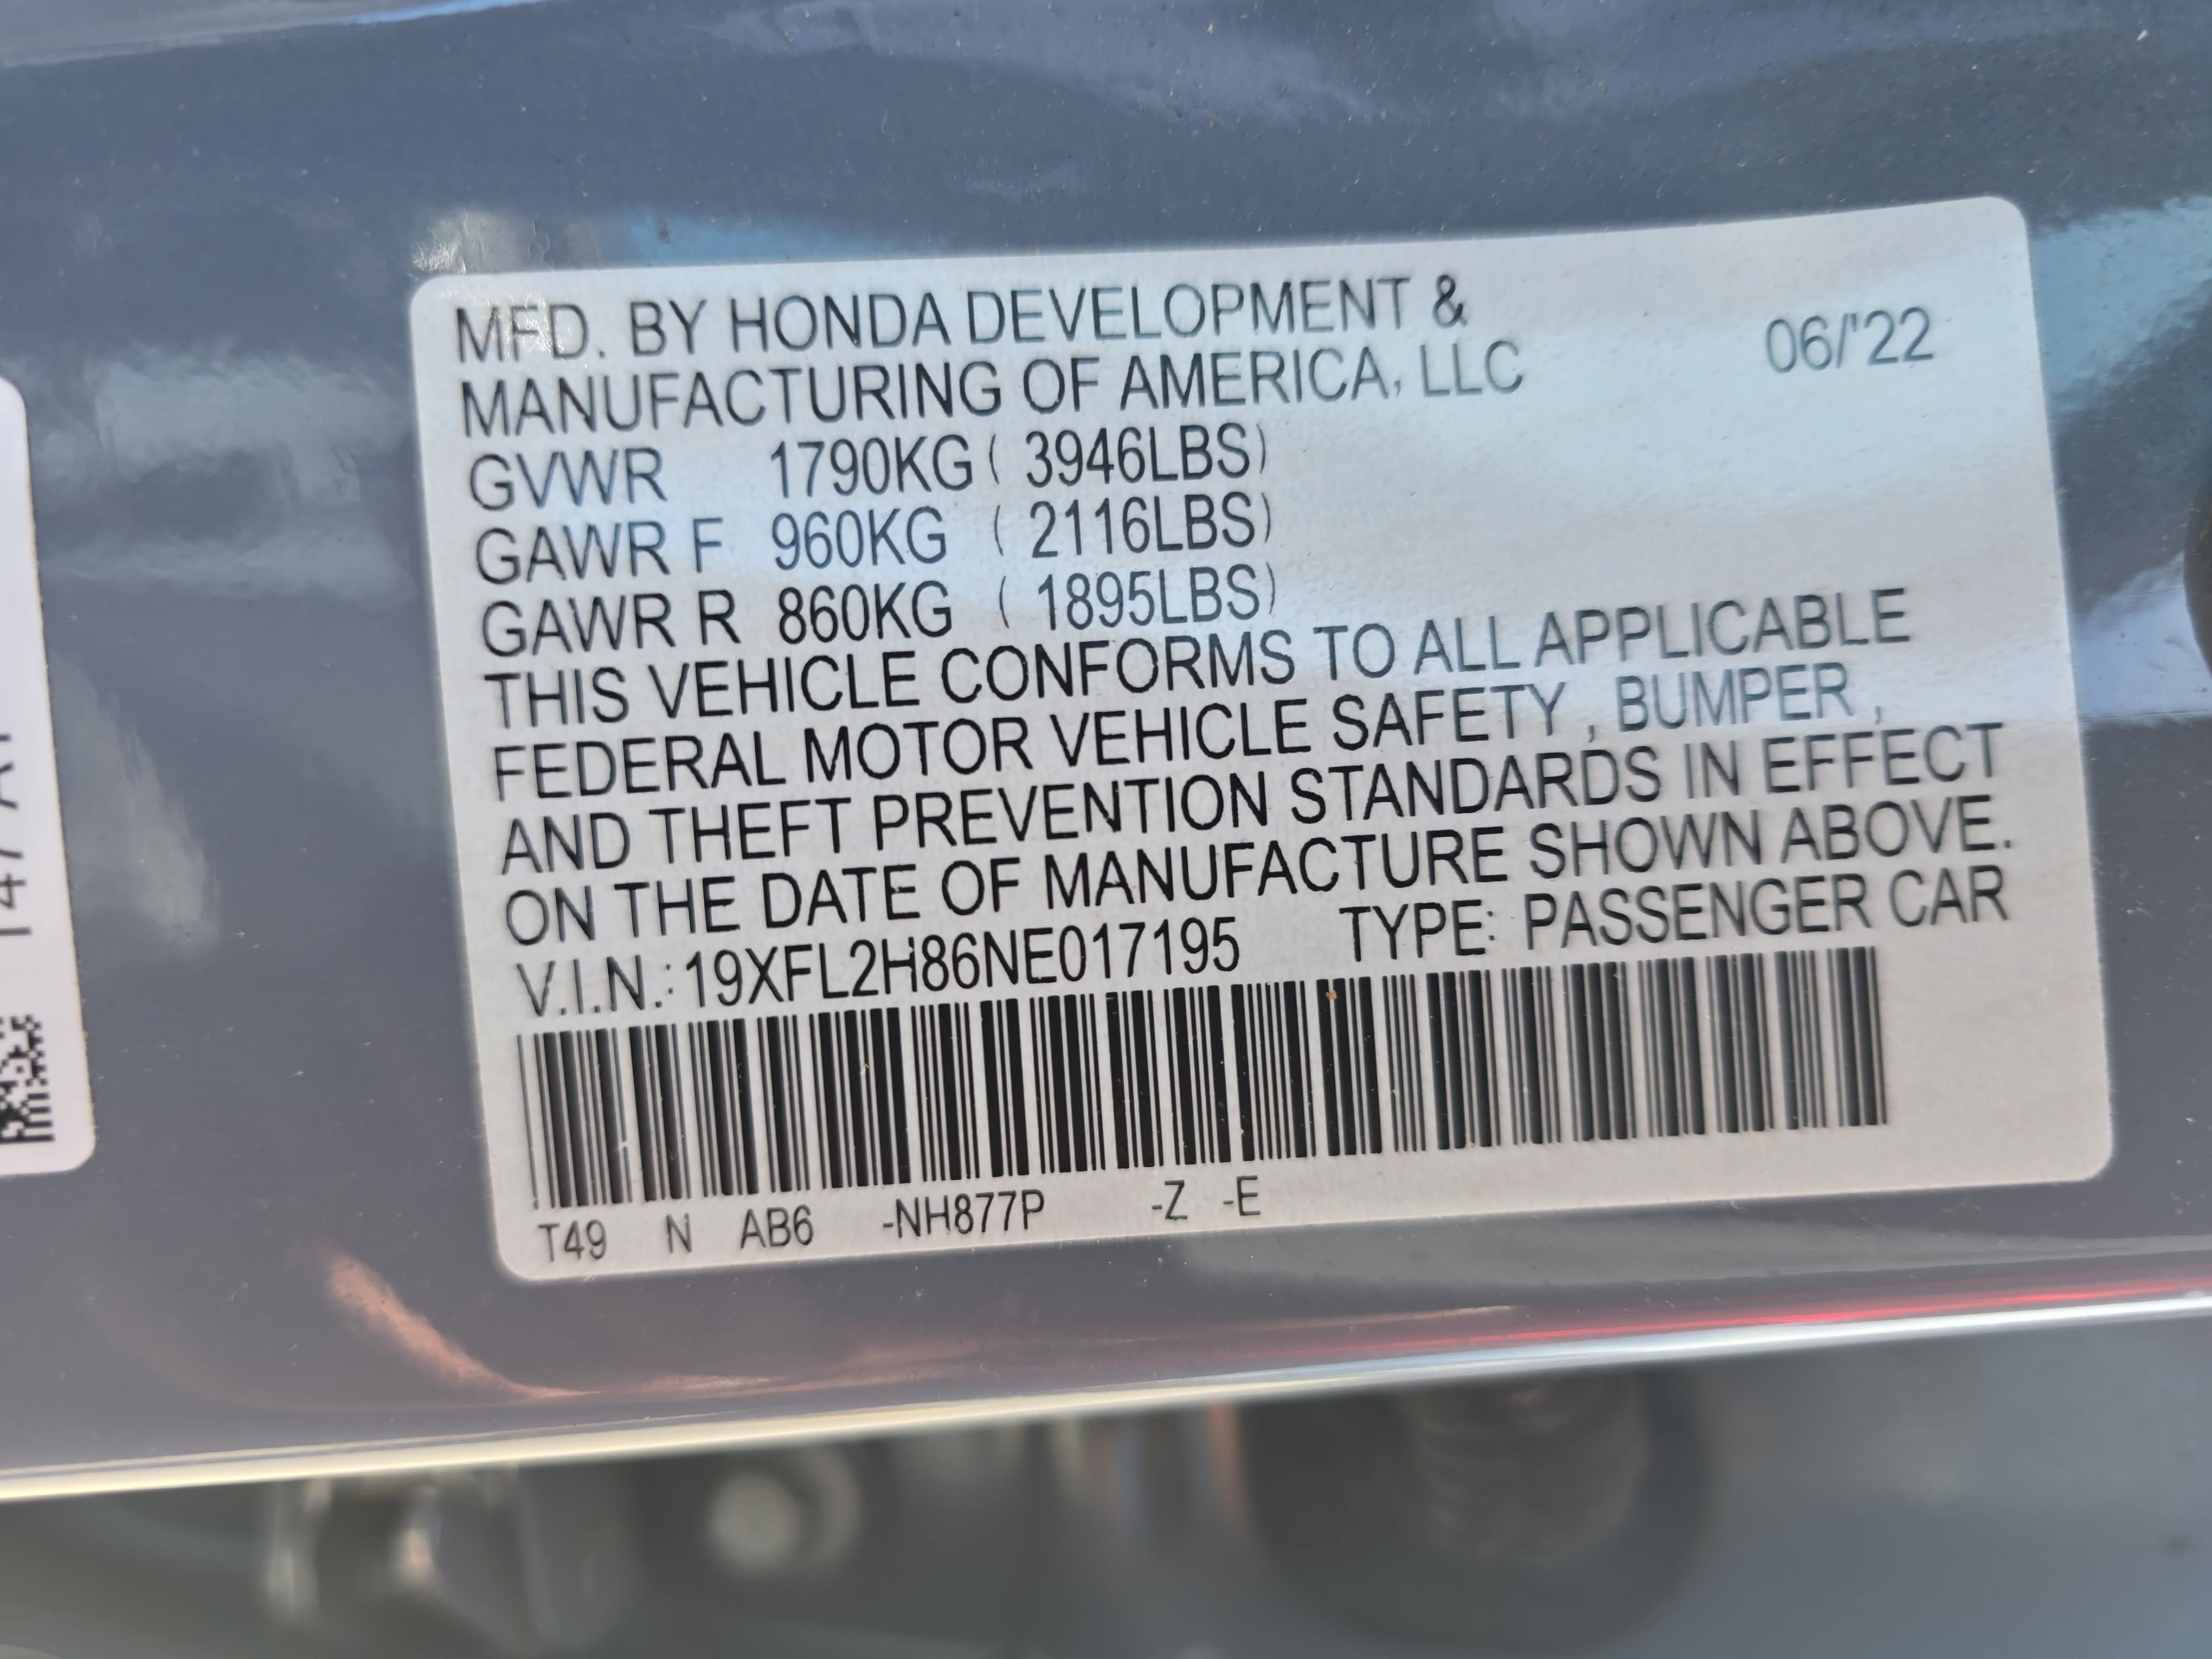 MFD. BY HONDA DEVELOPMENT &
MANUFACTURING OF AMERICA, LLC 06/'22
GVWR 1790KG ( 3946LBS)
GAWR F 960KG ( 2116LBS)
GAWR R 860KG ( 1895LBS)
THIS VEHICLE CONFORMS TO ALL APPLICABLE
FEDERAL MOTOR VEHICLE SAFETY , BUMPER ,
AND THEFT PREVENTION STANDARDS IN EFFECT
ON THE DATE OF MANUFACTURE SHOWN ABOVE.
V.I.N.: 19XFL2H86NE017195 TYPE: PASSENGER CAR
T49 N AB6 -NH877P -Z -E